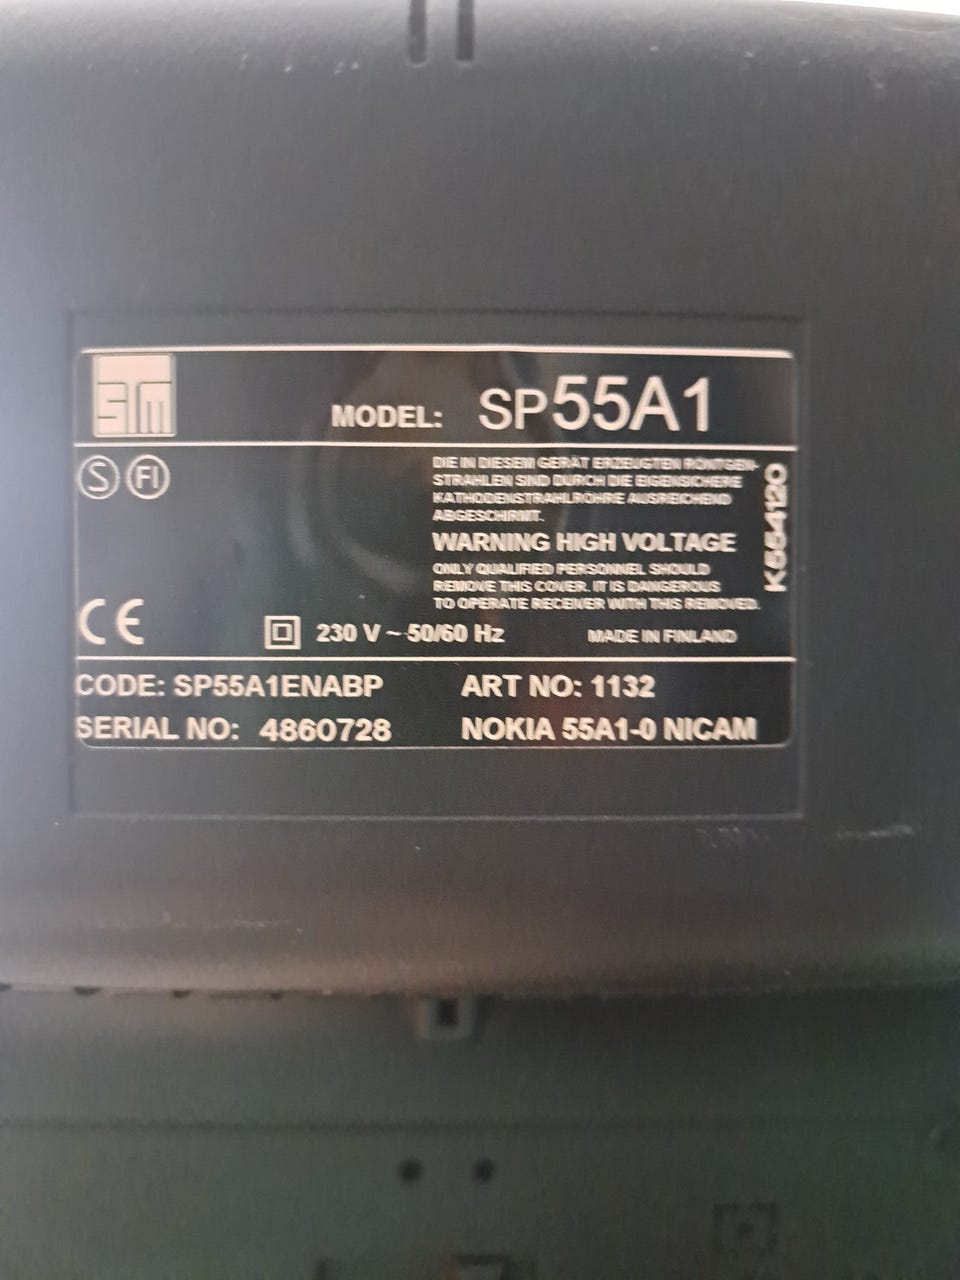 STM
MODEL: SP55A1
S FI
DIE IN DIESEM GERÄT ERZEUGTEN RÖNTGEN-
STRAHLEN SIND DURCH DIE EIGENSICHERE
KATHODENSTRAHLRÖHRE AUSREICHEND
ABGESCHIRMT.
WARNING HIGH VOLTAGE
ONLY QUALIFIED PERSONNEL SHOULD
REMOVE THIS COVER. IT IS DANGEROUS
TO OPERATE RECEIVER WITH THIS REMOVED.
K554120
CE
230 V ~ 50/60 Hz
MADE IN FINLAND
CODE: SP55A1ENABP
ART NO: 1132
SERIAL NO: 4860728
NOKIA 55A1-0 NICAM